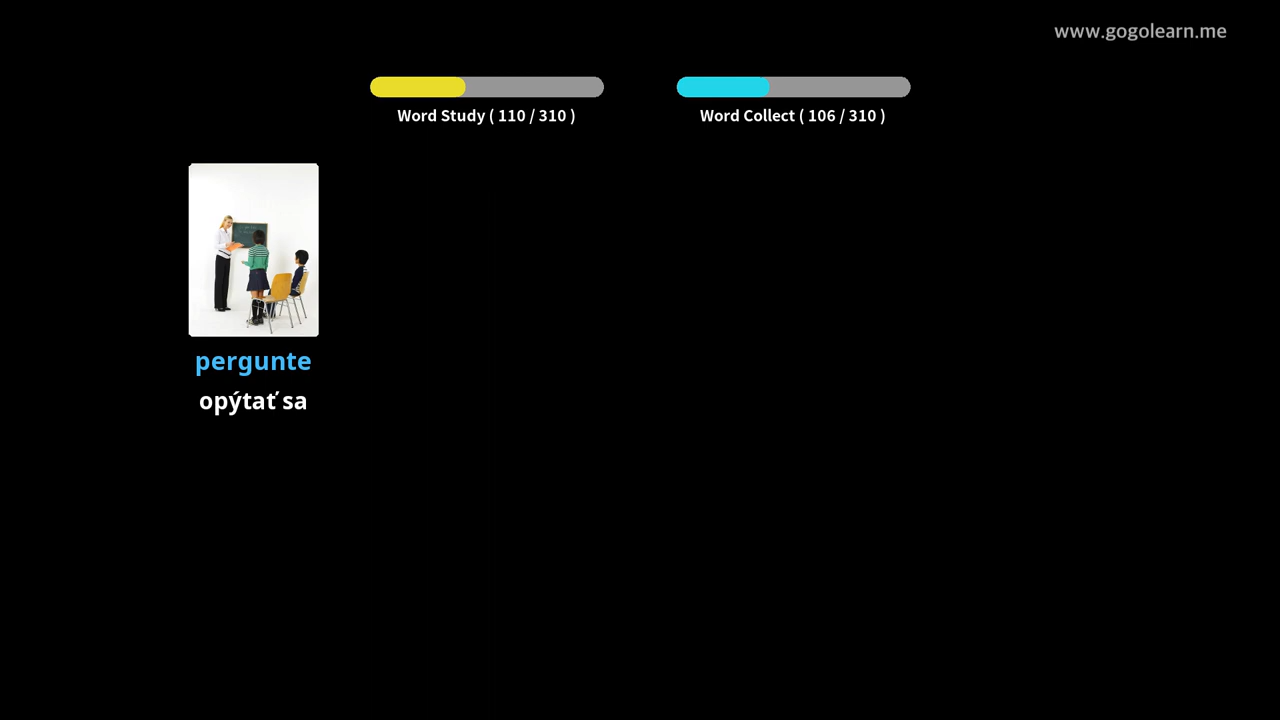 www.gogolearn.me
Word Study ( 110 / 310 )
Word Collect ( 106 / 310 )
pergunte
opýtať sa